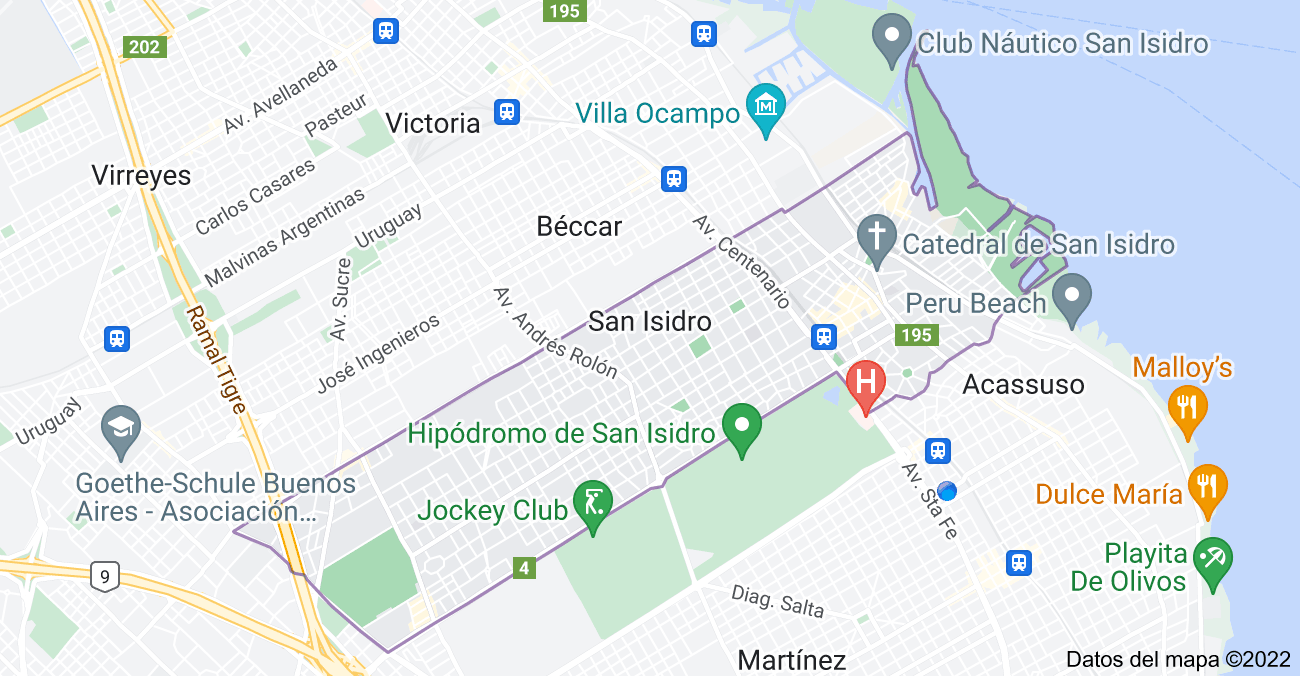 195
202
Club Náutico San Isidro
Av. Avellaneda
Pasteur
Villa Ocampo
Victoria
Virreyes
Carlos Casares
Malvinas Argentinas
Uruguay
Béccar
Av. Centenario
Catedral de San Isidro
Av. Sucre
Peru Beach
Av. Andrés Rolón
San Isidro
195
Ramal Tigre
José Ingenieros
Malloy's
Acassuso
H
Uruguay
Hipódromo de San Isidro
Goethe-Schule Buenos
Aires - Asociación...
Jockey Club
Av. Sta Fe
Dulce María
Playita
De Olivos
4
9
Diag. Salta
Martínez
Datos del mapa ©2022